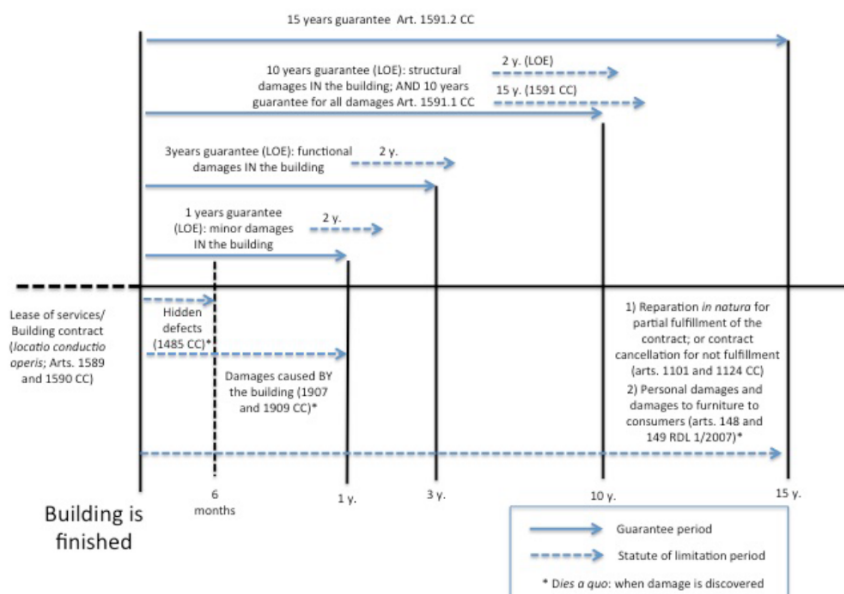 15 years guarantee Art. 1591.2 CC
10 years guarantee (LOE): structural
damages IN the building; AND 10 years
guarantee for all damages Art. 1591.1 CC
2 y. (LOE)
15 y. (1591 CC)
3years guarantee (LOE): functional
damages IN the building
2 y.
1 years guarantee
(LOE): minor damages
IN the building
2 y.
Lease of services/
Building contract
(locatio conductio
operis; Arts. 1589
and 1590 CC)
Hidden
defects
(1485 CC)*
Damages caused BY
the building (1907
and 1909 CC)*
1) Reparation in natura for
partial fulfillment of the
contract; or contract
cancellation for not fulfillment
(arts. 1101 and 1124 CC)
2) Personal damages and
damages to furniture to
consumers (arts. 148 and
149 RDL 1/2007)*
Building is
finished
6
months
1 y.
3 y.
10 y.
15 y.
Guarantee period
Statute of limitation period
* Dies a quo: when damage is discovered